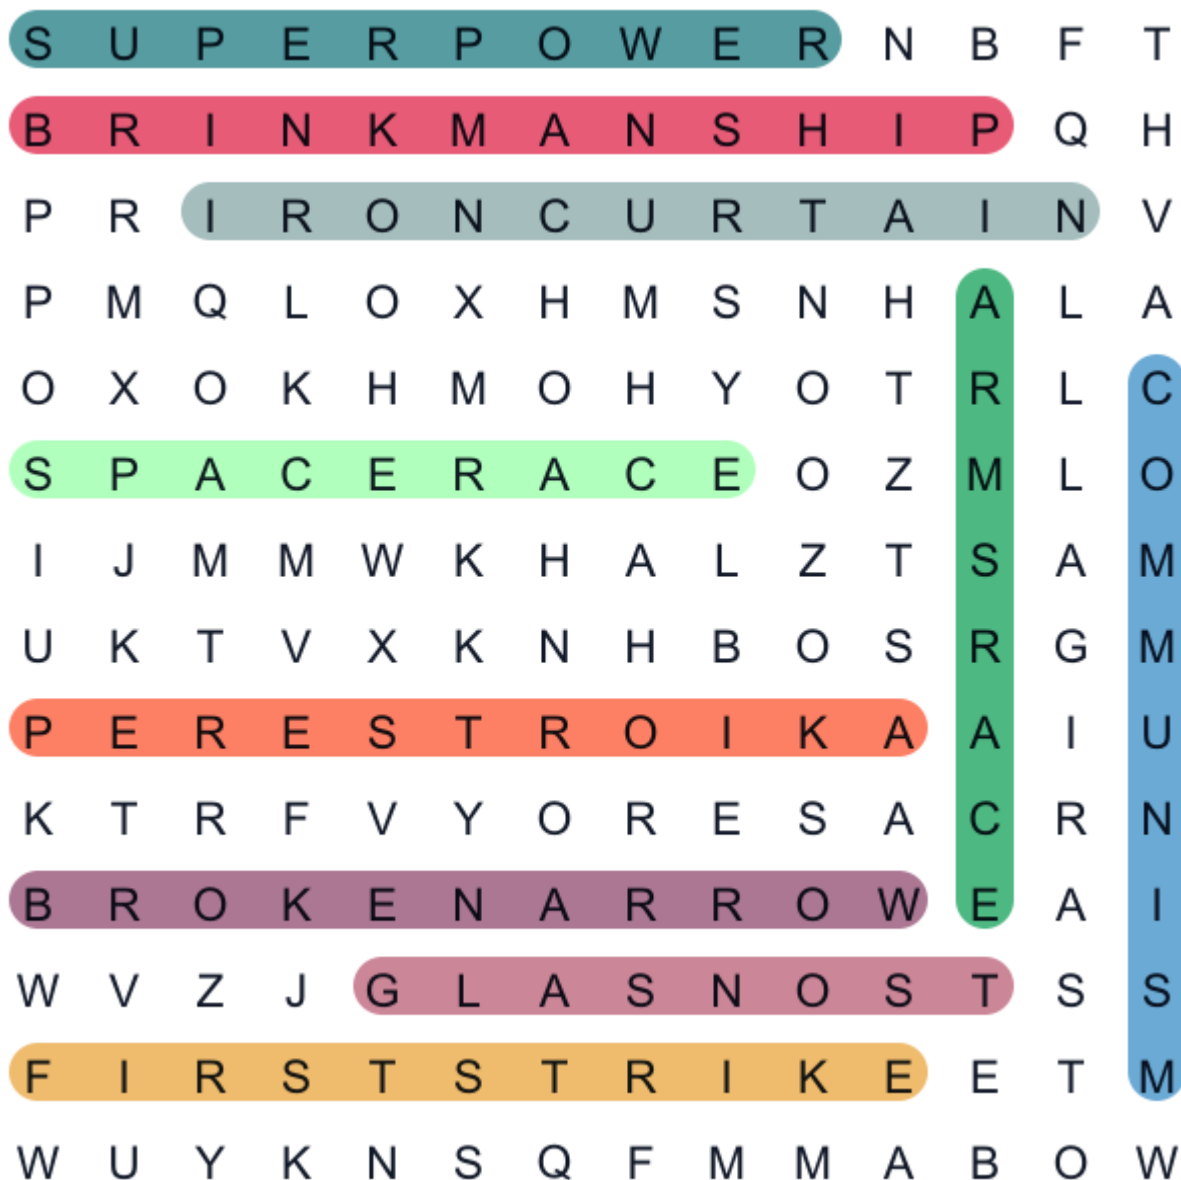 S U P E R P O W E R N B F T
B R I N K M A N S H I P Q H
P R I R O N C U R T A I N V
P M Q L O X H M S N H A L A
O X O K H M O H Y O T R L C
S P A C E R A C E O Z M L O
I J M M W K H A L Z T S A M
U K T V X K N H B O S R G M
P E R E S T R O I K A A I U
K T R F V Y O R E S A C R N
B R O K E N A R R O W E A I
W V Z J G L A S N O S T S S
F I R S T S T R I K E E T M
W U Y K N S Q F M M A B O W